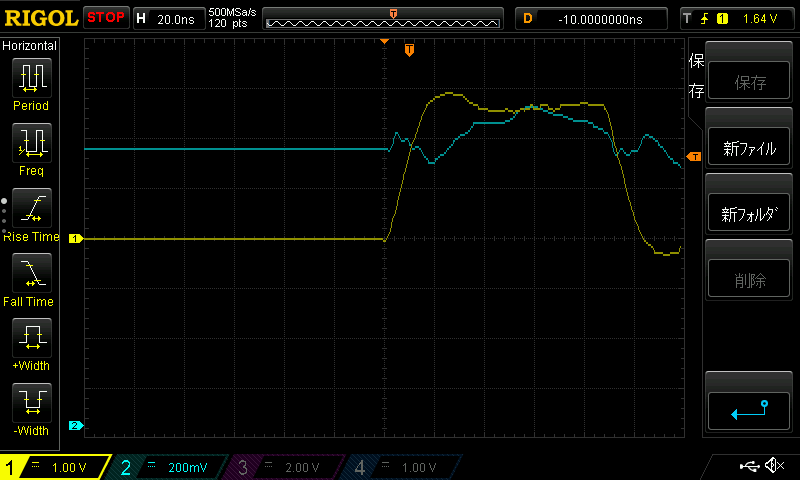 RIGOL STOP H 20.0ns 500MSa/s 120 pts T D -10.0000000ns T 1 1.64 V
Horizontal
Period
Freq
Rise Time
Fall Time
+Width
-Width
T
T
1
2
保存
保存
新ファイル
新フォルダ
削除
1 1.00 V 2 200mV 3 2.00 V 4 1.00 V